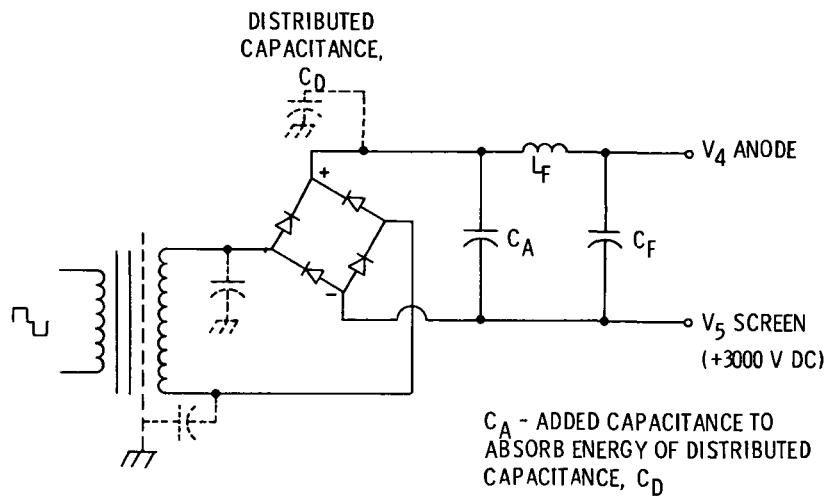 DISTRIBUTED
CAPACITANCE,
C_D
+
-
L_F
C_A
C_F
V_4 ANODE
V_5 SCREEN
(+3000 V DC)
C_A - ADDED CAPACITANCE TO
ABSORB ENERGY OF DISTRIBUTED
CAPACITANCE, C_D